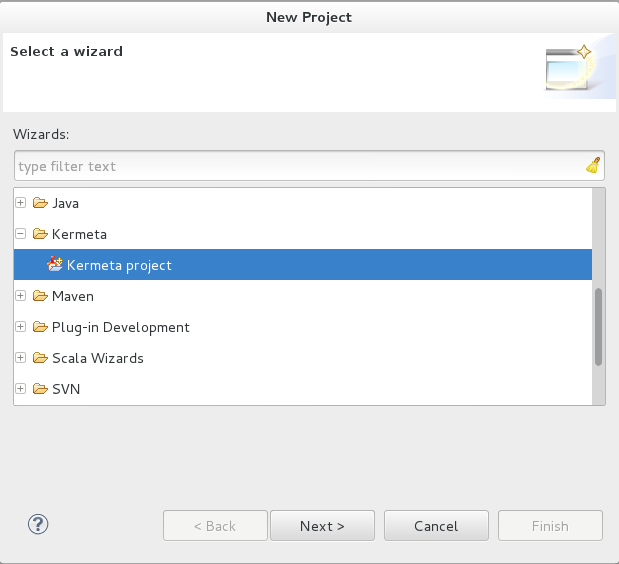 New Project
Select a wizard
Wizards:
type filter text
Java
Kermeta
Kermeta project
Maven
Plug-in Development
Scala Wizards
SVN
?
< Back
Next >
Cancel
Finish